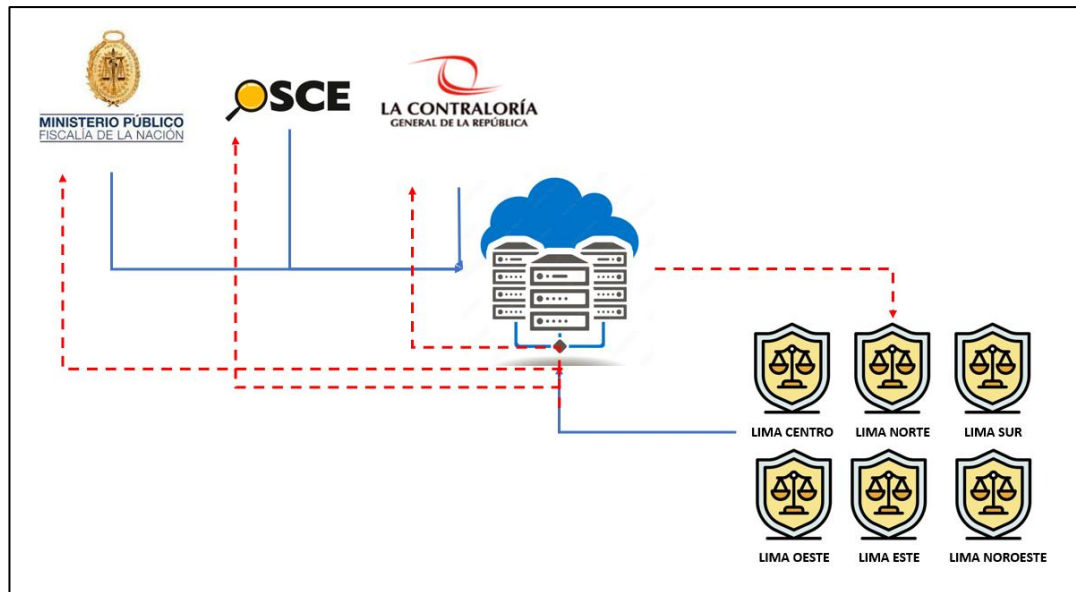 MINISTERIO PÚBLICO
FISCALÍA DE LA NACIÓN
OSCE
LA CONTRALORÍA
GENERAL DE LA REPÚBLICA
LIMA CENTRO
LIMA NORTE
LIMA SUR
LIMA OESTE
LIMA ESTE
LIMA NOROESTE